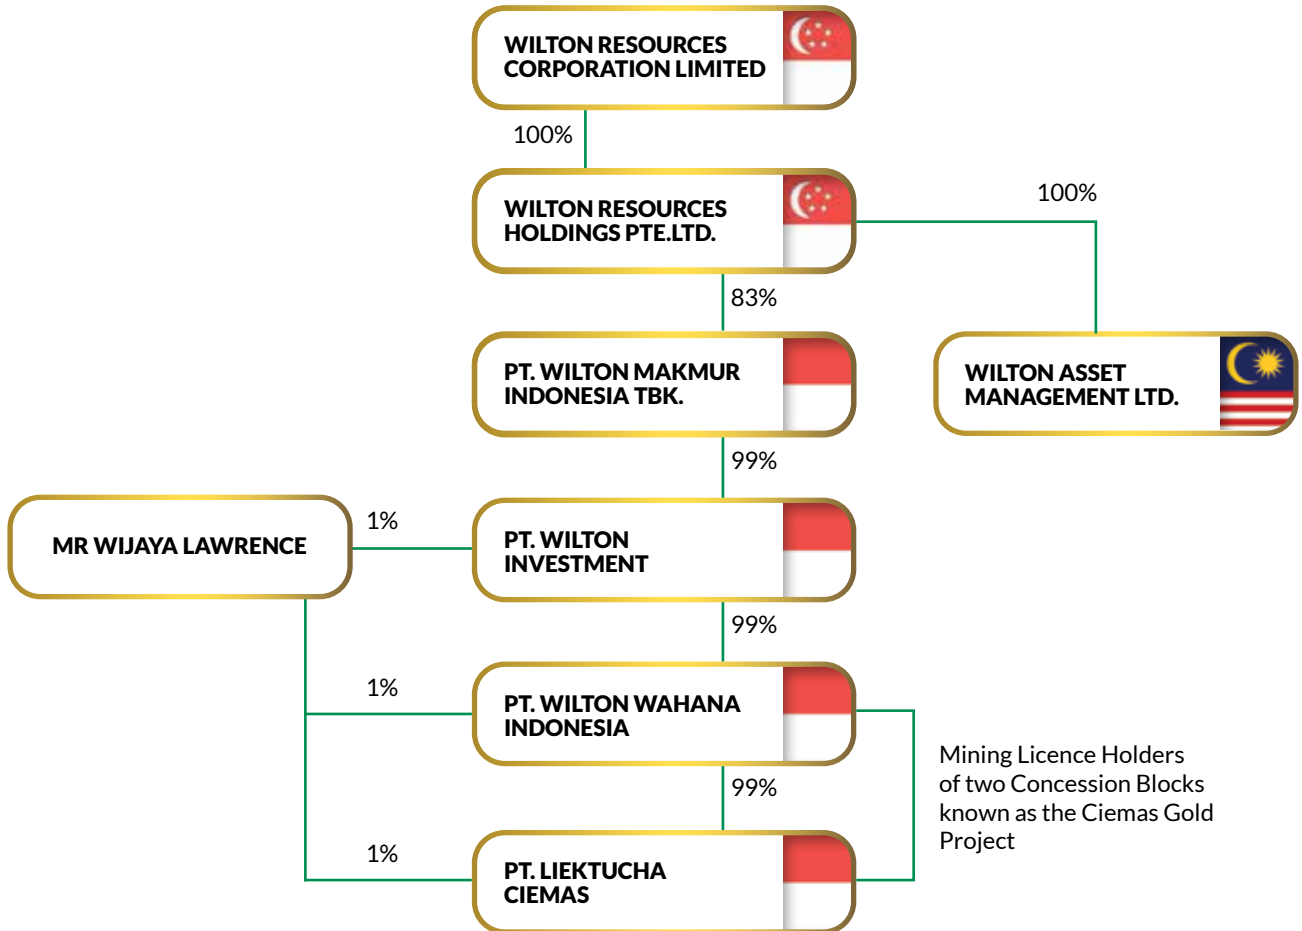 WILTON RESOURCES
CORPORATION LIMITED
100%
WILTON RESOURCES
HOLDINGS PTE.LTD.
100%
83%
PT. WILTON MAKMUR
INDONESIA TBK.
WILTON ASSET
MANAGEMENT LTD.
99%
MR WIJAYA LAWRENCE
1%
PT. WILTON
INVESTMENT
99%
1%
PT. WILTON WAHANA
INDONESIA
Mining Licence Holders
of two Concession Blocks
known as the Ciemas Gold
Project
99%
1%
PT. LIEKTUCHA
CIEMAS